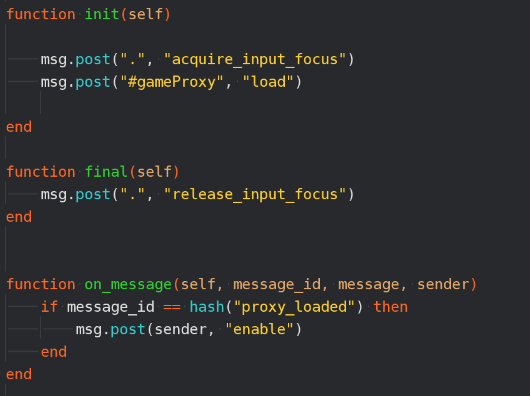 function init(self)
msg.post(".", "acquire_input_focus")
msg.post("#gameProxy", "load")
end
function final(self)
msg.post(".", "release_input_focus")
end
function on_message(self, message_id, message, sender)
if message_id == hash("proxy_loaded") then
msg.post(sender, "enable")
end
end